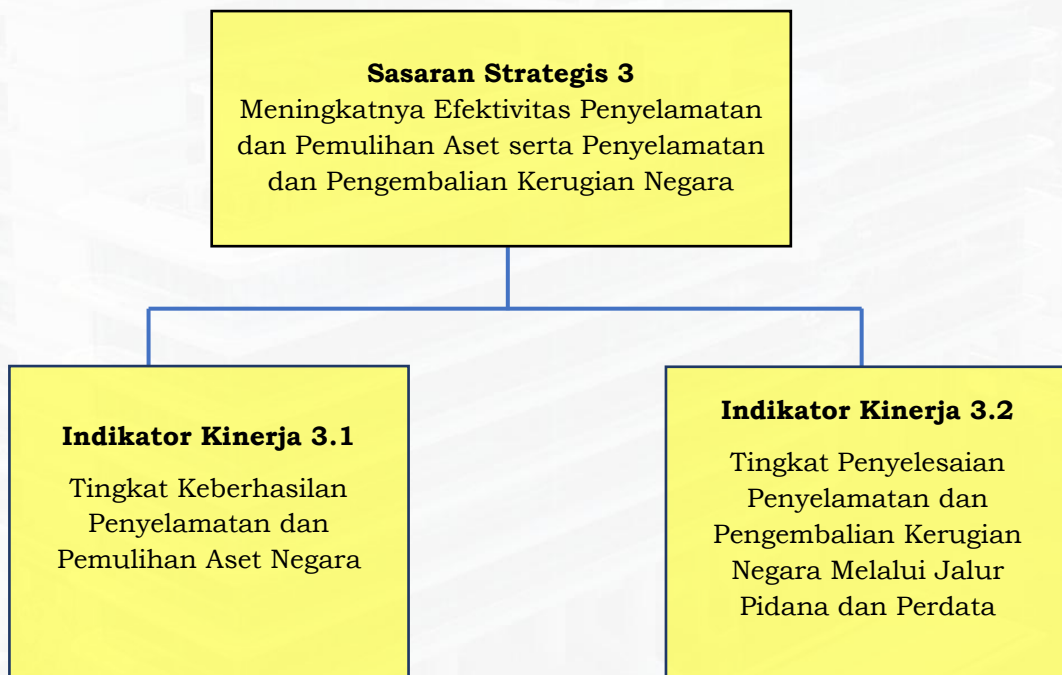 Sasaran Strategis 3
Meningkatnya Efektivitas Penyelamatan
dan Pemulihan Aset serta Penyelamatan
dan Pengembalian Kerugian Negara
Indikator Kinerja 3.1
Tingkat Keberhasilan
Penyelamatan dan
Pemulihan Aset Negara
Indikator Kinerja 3.2
Tingkat Penyelesaian
Penyelamatan dan
Pengembalian Kerugian
Negara Melalui Jalur
Pidana dan Perdata